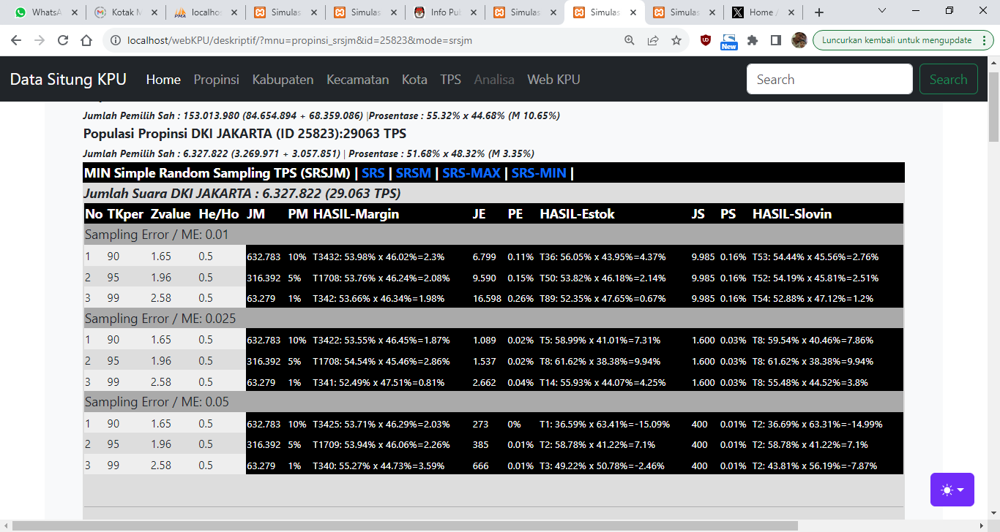 WhatsA
Kotak M
localhos
Simulas
Simulas
Info Pub
Simulas
Simulas
Simulas
Home /
localhost/webKPU/deskriptif/?mnu=propinsi_srsjm&id=25823&mode=srsjm
New
Luncurkan kembali untuk mengupdate
Data Situng KPU Home Propinsi Kabupaten Kecamatan Kota TPS Analisa Web KPU Search Search
Jumlah Pemilih Sah : 153.013.980 (84.654.894 + 68.359.086) |Prosentase : 55.32% x 44.68% (M 10.65%)
Populasi Propinsi DKI JAKARTA (ID 25823):29063 TPS
Jumlah Pemilih Sah : 6.327.822 (3.269.971 + 3.057.851) | Prosentase : 51.68% x 48.32% (M 3.35%)
MIN Simple Random Sampling TPS (SRSJM) | SRS | SRSM | SRS-MAX | SRS-MIN |
Jumlah Suara DKI JAKARTA : 6.327.822 (29.063 TPS)
No TKper Zvalue He/Ho JM PM HASIL-Margin JE PE HASIL-Estok JS PS HASIL-Slovin
Sampling Error / ME: 0.01
1 90 1.65 0.5 632.783 10% T3432: 53.98% x 46.02%=2.3% 6.799 0.11% T36: 56.05% x 43.95%=4.37% 9.985 0.16% T53: 54.44% x 45.56%=2.76%
2 95 1.96 0.5 316.392 5% T1708: 53.76% x 46.24%=2.08% 9.590 0.15% T50: 53.82% x 46.18%=2.14% 9.985 0.16% T52: 54.19% x 45.81%=2.51%
3 99 2.58 0.5 63.279 1% T342: 53.66% x 46.34%=1.98% 16.598 0.26% T89: 52.35% x 47.65%=0.67% 9.985 0.16% T54: 52.88% x 47.12%=1.2%
Sampling Error / ME: 0.025
1 90 1.65 0.5 632.783 10% T3422: 53.55% x 46.45%=1.87% 1.089 0.02% T5: 58.99% x 41.01%=7.31% 1.600 0.03% T8: 59.54% x 40.46%=7.86%
2 95 1.96 0.5 316.392 5% T1708: 54.54% x 45.46%=2.86% 1.537 0.02% T8: 61.62% x 38.38%=9.94% 1.600 0.03% T8: 61.62% x 38.38%=9.94%
3 99 2.58 0.5 63.279 1% T341: 52.49% x 47.51%=0.81% 2.662 0.04% T14: 55.93% x 44.07%=4.25% 1.600 0.03% T8: 55.48% x 44.52%=3.8%
Sampling Error / ME: 0.05
1 90 1.65 0.5 632.783 10% T3425: 53.71% x 46.29%=2.03% 273 0% T1: 36.59% x 63.41%=-15.09% 400 0.01% T2: 36.69% x 63.31%=-14.99%
2 95 1.96 0.5 316.392 5% T1709: 53.94% x 46.06%=2.26% 385 0.01% T2: 58.78% x 41.22%=7.1% 400 0.01% T2: 58.78% x 41.22%=7.1%
3 99 2.58 0.5 63.279 1% T340: 55.27% x 44.73%=3.59% 666 0.01% T3: 49.22% x 50.78%=-2.46% 400 0.01% T2: 43.81% x 56.19%=-7.87%